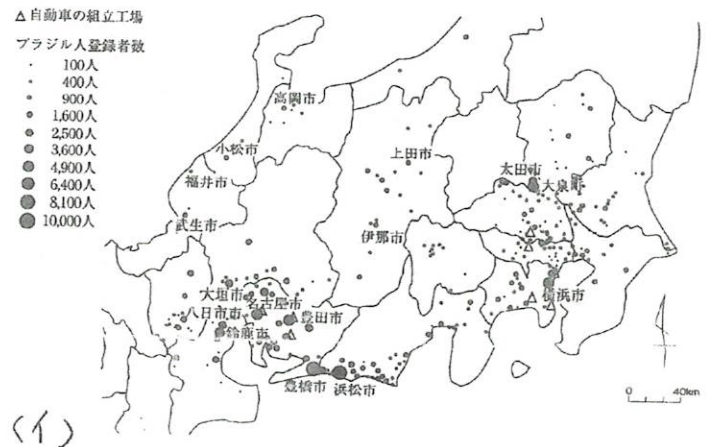 △ 自動車の組立工場
ブラジル人登録者数
100人
400人
900人
1,600人
2,500人
3,600人
4,900人
6,400人
8,100人
10,000人
高岡市
小松市
上田市
福井市
太田市
大泉町
武生市
伊那市
大垣市
名古屋市
八日市市
豊田市
横浜市
鈴鹿市
豊橋市
浜松市
0 40km
〈イ〉